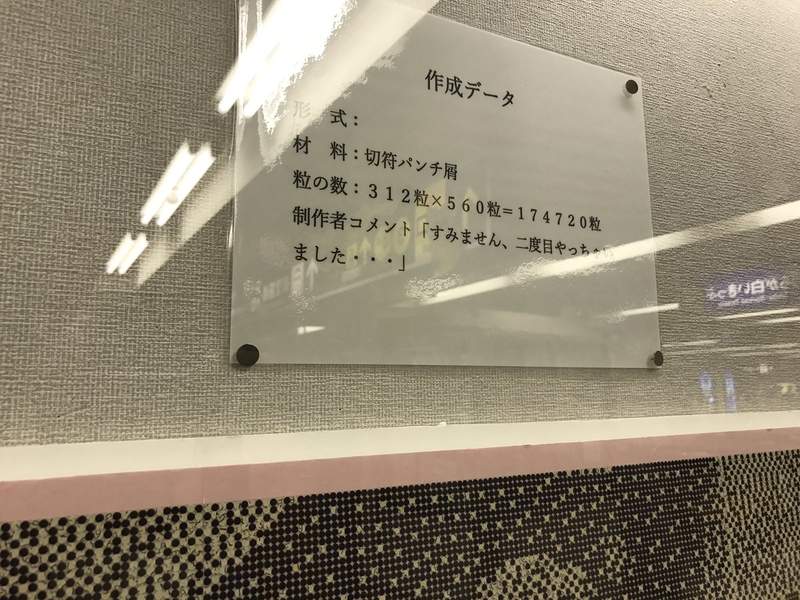 作成データ
形　式：
材　料：切符パンチ屑
粒の数：３１２粒×５６０粒＝１７４７２０粒
制作者コメント「すみません、二度目やっちゃい
ました・・・」